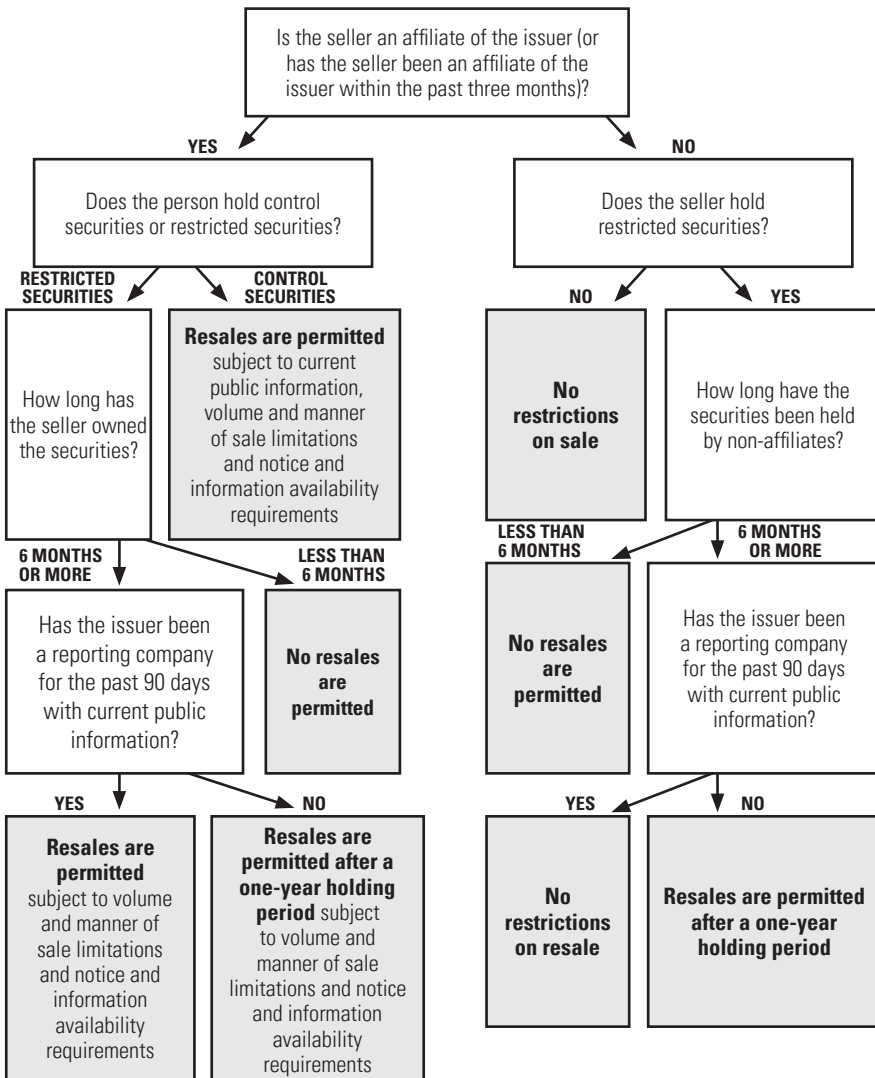 Is the seller an affiliate of the issuer (or
has the seller been an affiliate of the
issuer within the past three months)?
YES
NO
Does the person hold control
securities or restricted securities?
Does the seller hold
restricted securities?
RESTRICTED
SECURITIES
CONTROL
SECURITIES
NO
YES
How long has
the seller owned
the securities?
Resales are permitted
subject to current
public information,
volume and manner
of sale limitations
and notice and
information availability
requirements
No
restrictions
on sale
How long have the
securities been held
by non-affiliates?
6 MONTHS
OR MORE
LESS THAN
6 MONTHS
LESS THAN
6 MONTHS
6 MONTHS
OR MORE
Has the issuer been
a reporting company
for the past 90 days
with current public
information?
No resales
are
permitted
No resales
are
permitted
Has the issuer been
a reporting company
for the past 90 days
with current public
information?
YES
NO
YES
NO
Resales are
permitted
subject to volume
and manner of
sale limitations
and notice and
information
availability
requirements
Resales are
permitted after a
one-year holding
period subject
to volume and
manner of sale
limitations and notice
and information
availability
requirements
No
restrictions
on resale
Resales are permitted
after a one-year
holding period